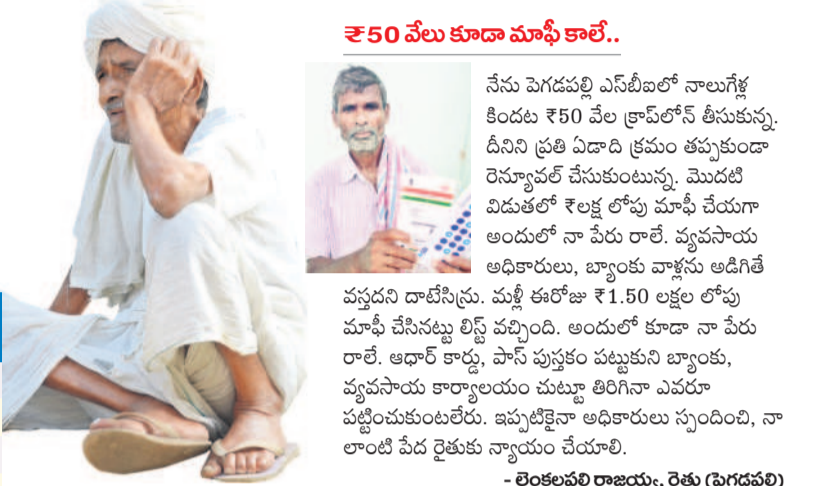 ₹50 వేలు కూడా మాఫీ కాలే..
నేను పెగడపల్లి ఎస్‌బీఐలో నాలుగేళ్ల
కిందట ₹50 వేల క్రాప్‌లోన్ తీసుకున్న.
దీనిని ప్రతి ఏడాది క్రమం తప్పకుండా
రెన్యూవల్ చేసుకుంటున్న. మొదటి
విడుతలో ₹లక్ష లోపు మాఫీ చేయగా
అందులో నా పేరు రాలే. వ్యవసాయ
అధికారులు, బ్యాంకు వాళ్లను అడిగితే
వస్తదని దాటేసిన్రు. మళ్లీ ఈరోజు ₹1.50 లక్షల లోపు
మాఫీ చేసినట్టు లిస్ట్ వచ్చింది. అందులో కూడా నా పేరు
రాలే. ఆధార్ కార్డు, పాస్ పుస్తకం పట్టుకుని బ్యాంకు,
వ్యవసాయ కార్యాలయం చుట్టూ తిరిగినా ఎవరూ
పట్టించుకుంటలేరు. ఇప్పటికైనా అధికారులు స్పందించి, నా
లాంటి పేద రైతుకు న్యాయం చేయాలి.
- లెంకలపల్లి రాజయ్య, రైతు (పెగడపల్లి)